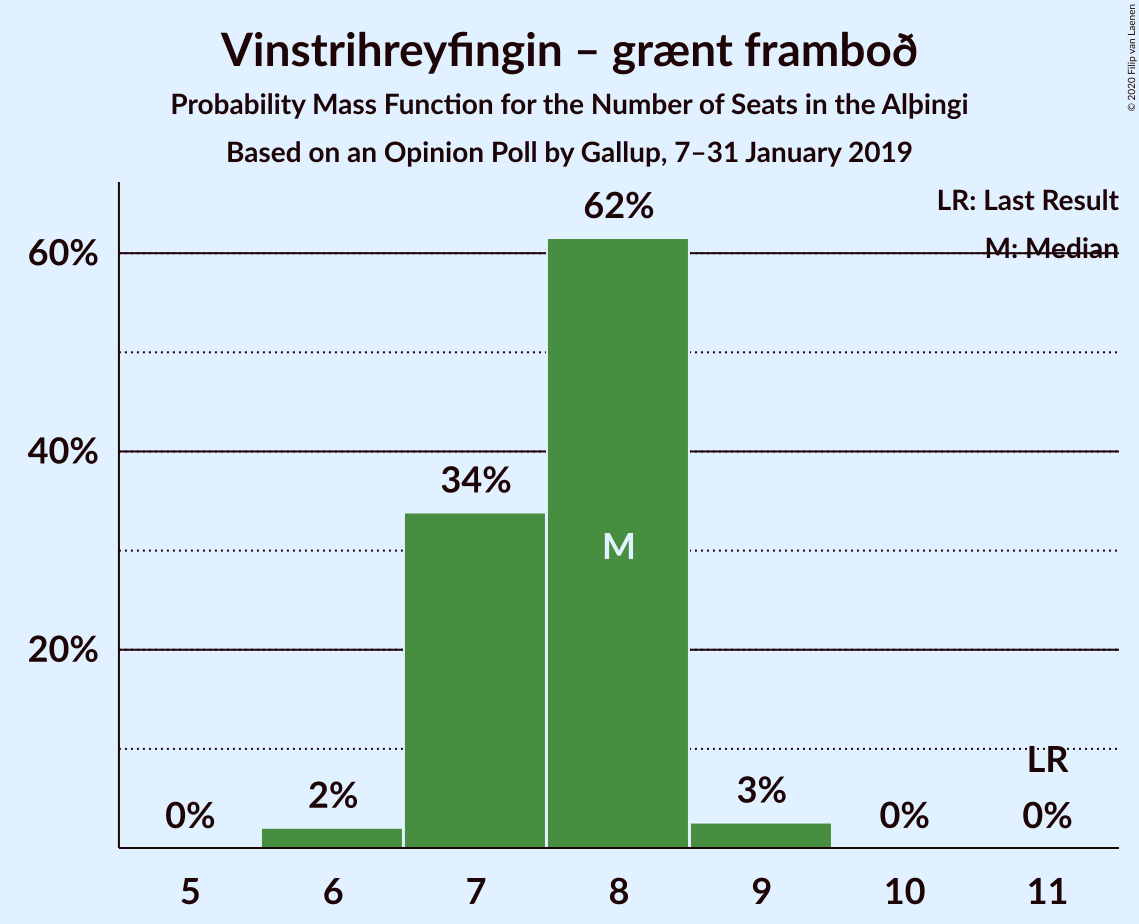 Vinstrihreyfingin – grænt framboð
Probability Mass Function for the Number of Seats in the Alþingi
Based on an Opinion Poll by Gallup, 7–31 January 2019
© 2020 Filip van Laenen
LR: Last Result
M: Median
62%
60%
40%
34%
M
20%
LR
0%
2%
3%
0%
0%
5
6
7
8
9
10
11